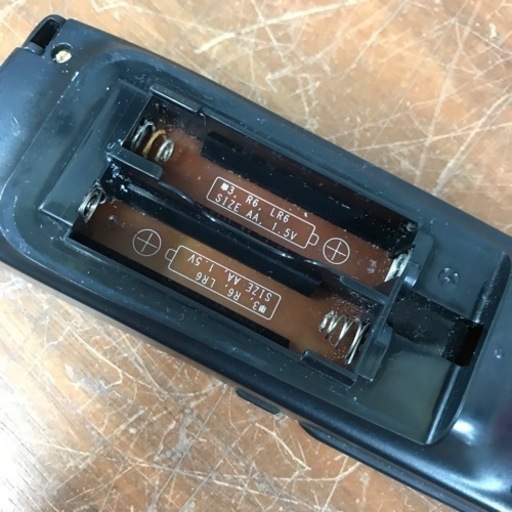 ■3, R6, LR6
SIZE AA, 1.5V
■3, R6, LR6
SIZE AA, 1.5V